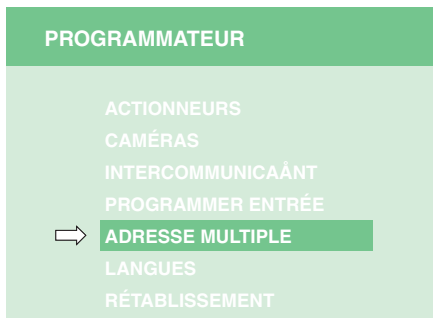 PROGRAMMATEUR
ACTIONNEURS
CAMÉRAS
INTERCOMMUNICAÅNT
PROGRAMMER ENTRÉE
ADRESSE MULTIPLE
LANGUES
RÉTABLISSEMENT